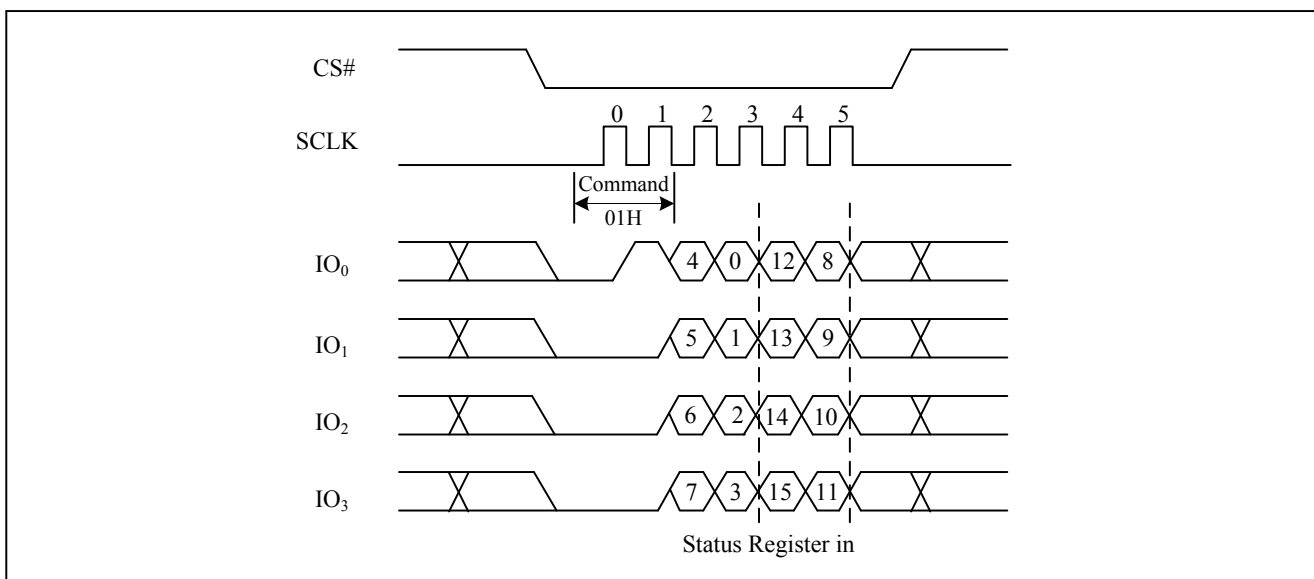 CS#
0 1 2 3 4 5
SCLK
Command
01H
IO₀ 4 0 12 8
IO₁ 5 1 13 9
IO₂ 6 2 14 10
IO₃ 7 3 15 11
Status Register in